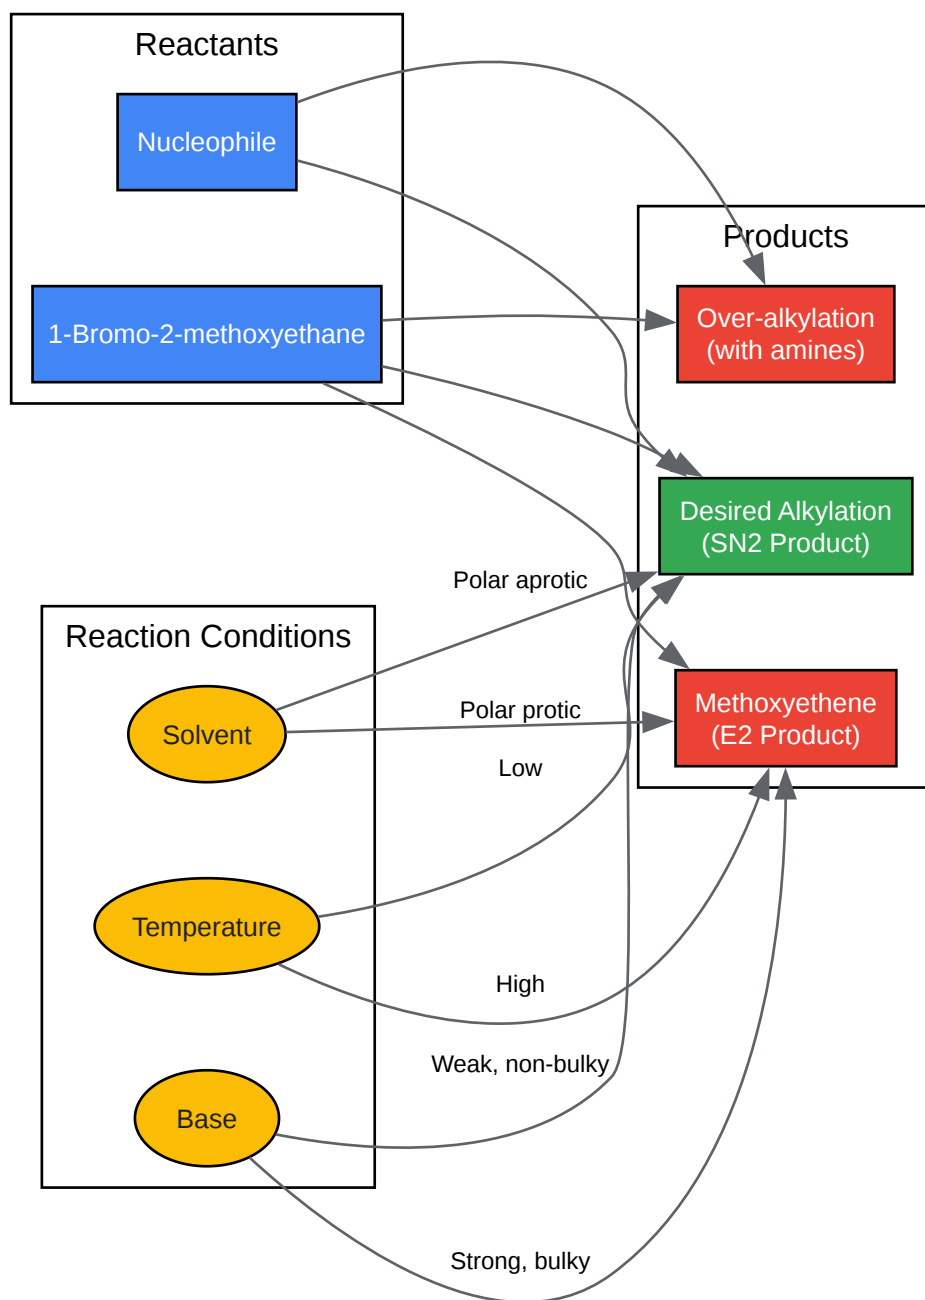 Reactants
Nucleophile
1-Bromo-2-methoxyethane
Products
Over-alkylation
(with amines)
Desired Alkylation
(SN2 Product)
Methoxyethene
(E2 Product)
Reaction Conditions
Solvent
Temperature
Base
Polar aprotic
Polar protic
Low
High
Weak, non-bulky
Strong, bulky